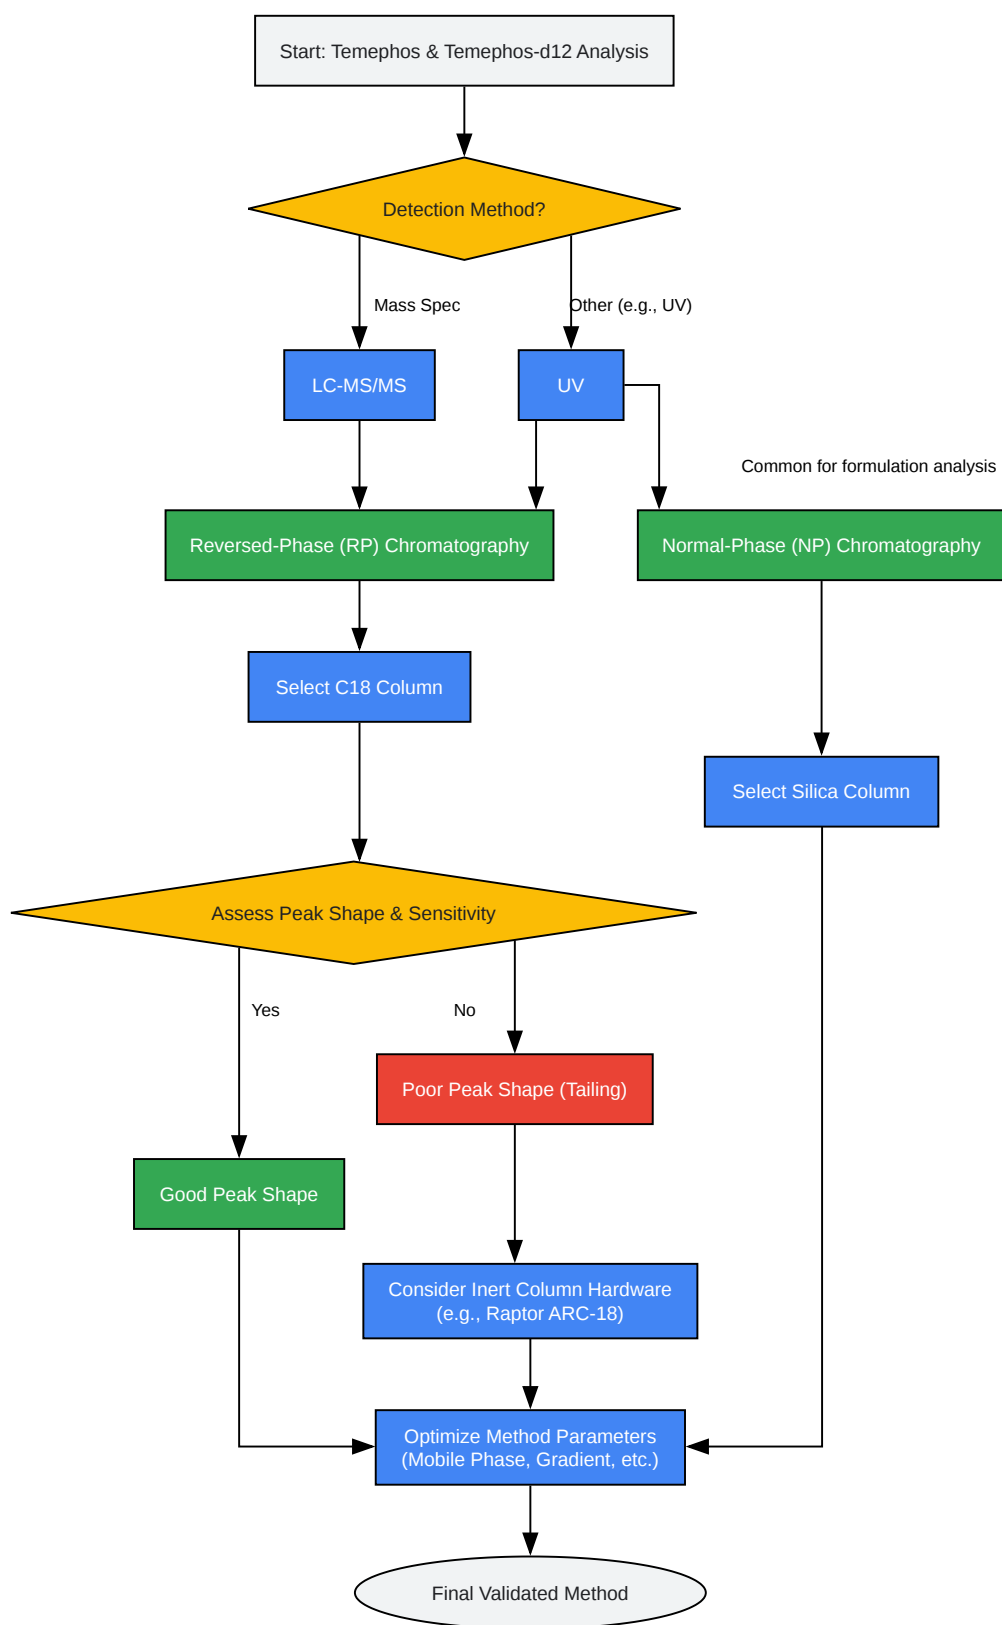 Start: Temephos & Temephos-d12 Analysis
Detection Method?
Mass Spec
Other (e.g., UV)
LC-MS/MS
UV
Common for formulation analysis
Reversed-Phase (RP) Chromatography
Normal-Phase (NP) Chromatography
Select C18 Column
Select Silica Column
Assess Peak Shape & Sensitivity
Yes
No
Poor Peak Shape (Tailing)
Good Peak Shape
Consider Inert Column Hardware
(e.g., Raptor ARC-18)
Optimize Method Parameters
(Mobile Phase, Gradient, etc.)
Final Validated Method